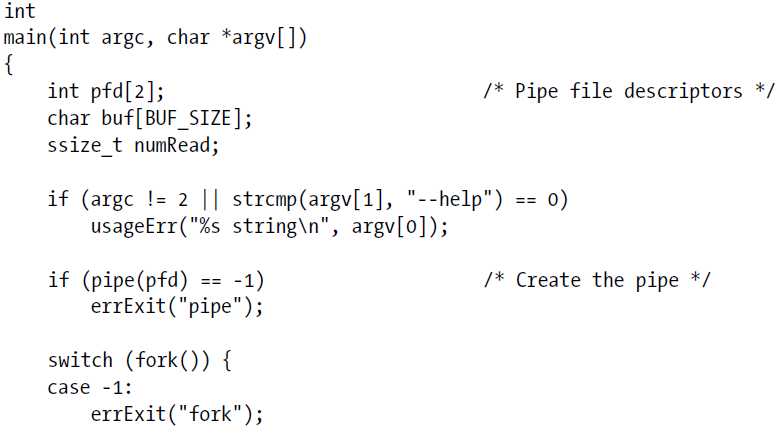 int
main(int argc, char *argv[])
{
    int pfd[2];                             /* Pipe file descriptors */
    char buf[BUF_SIZE];
    ssize_t numRead;

    if (argc != 2 || strcmp(argv[1], "--help") == 0)
        usageErr("%s string\n", argv[0]);

    if (pipe(pfd) == -1)                    /* Create the pipe */
        errExit("pipe");

    switch (fork()) {
    case -1:
        errExit("fork");